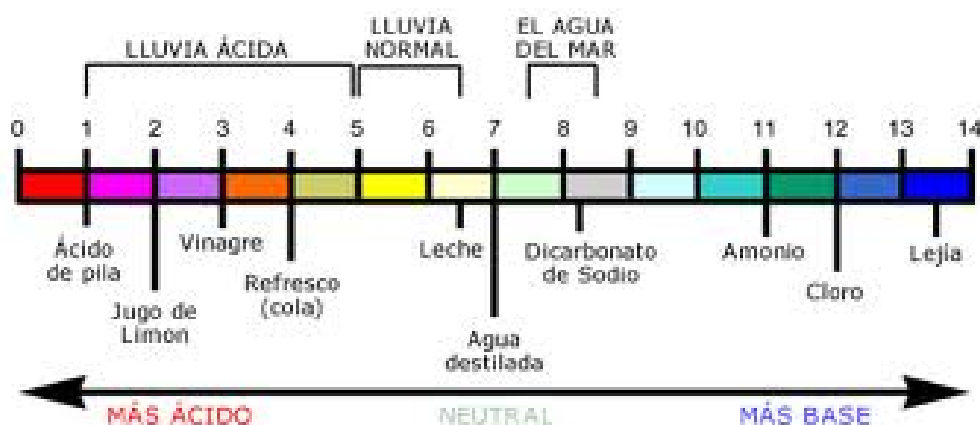 LLUVIA ÁCIDA
LLUVIA
NORMAL
EL AGUA
DEL MAR
0 1 2 3 4 5 6 7 8 9 10 11 12 13 14
Ácido
de pila
Jugo de
Limon
Vinagre
Refresco
(cola)
Leche
Agua
destilada
Dicarbonato
de Sodio
Amonio
Cloro
Lejía
MÁS ÁCIDO NEUTRAL MÁS BASE